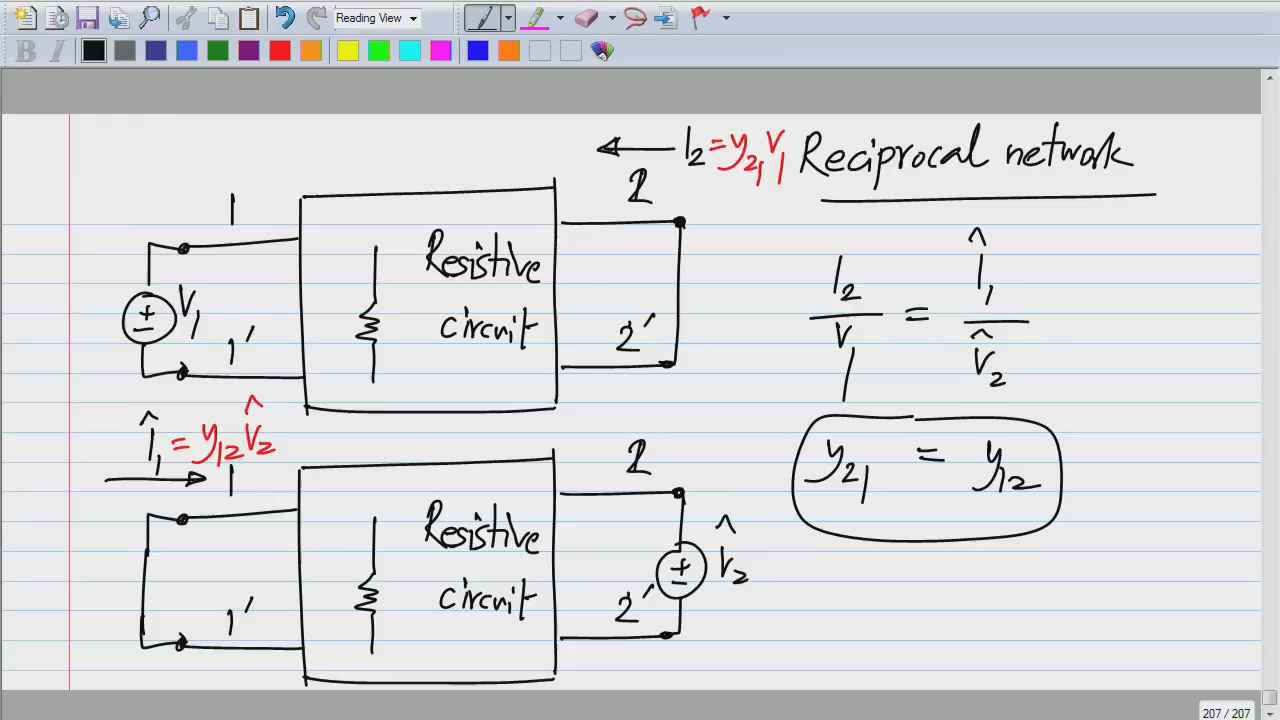 Reading View
B I
I2 = y21 V1 Reciprocal network
1
2
V1
+
-
Resistive
circuit
1'
2'
I2 / V1 = Î1 / V̂2
y21 = y12
Î1 = y12 V̂2
1
2
Resistive
circuit
+
-
V̂2
1'
2'
207 / 207